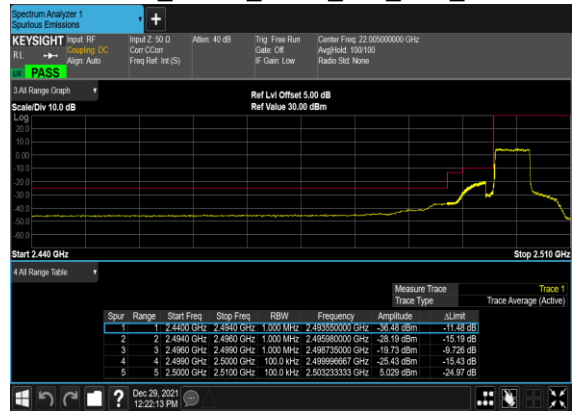 Spectrum Analyzer 1
Spurious Emissions
KEYSIGHT Input: RF Input Z: 50 Ω Atten: 40 dB Trig: Free Run Center Freq: 22.005000000 GHz
RL Coupling: DC Corr CCorr Gate: Off Avg|Hold: 100/100
Align: Auto Freq Ref: Int (S) IF Gain: Low Radio Std: None
PASS
3 All Range Graph
Ref Lvl Offset 5.00 dB
Scale/Div 10.0 dB Ref Value 30.00 dBm
Log
20.0
10.0
0.00
-10.0
-20.0
-30.0
-40.0
-50.0
-60.0
Start 2.440 GHz Stop 2.510 GHz
4 All Range Table
Measure Trace Trace 1
Trace Type Trace Average (Active)
Spur Range Start Freq Stop Freq RBW Frequency Amplitude ΔLimit
1 1 2.4400 GHz 2.4940 GHz 1.000 MHz 2.493550000 GHz -36.48 dBm -11.48 dB
2 2 2.4940 GHz 2.4960 GHz 1.000 MHz 2.495980000 GHz -28.19 dBm -15.19 dB
3 3 2.4960 GHz 2.4990 GHz 1.000 MHz 2.498735000 GHz -19.73 dBm -9.726 dB
4 4 2.4990 GHz 2.5000 GHz 100.0 kHz 2.499996667 GHz -25.43 dBm -15.43 dB
5 5 2.5000 GHz 2.5100 GHz 100.0 kHz 2.503233333 GHz 5.029 dBm -24.97 dB
? Dec 29, 2021
12:22:13 PM